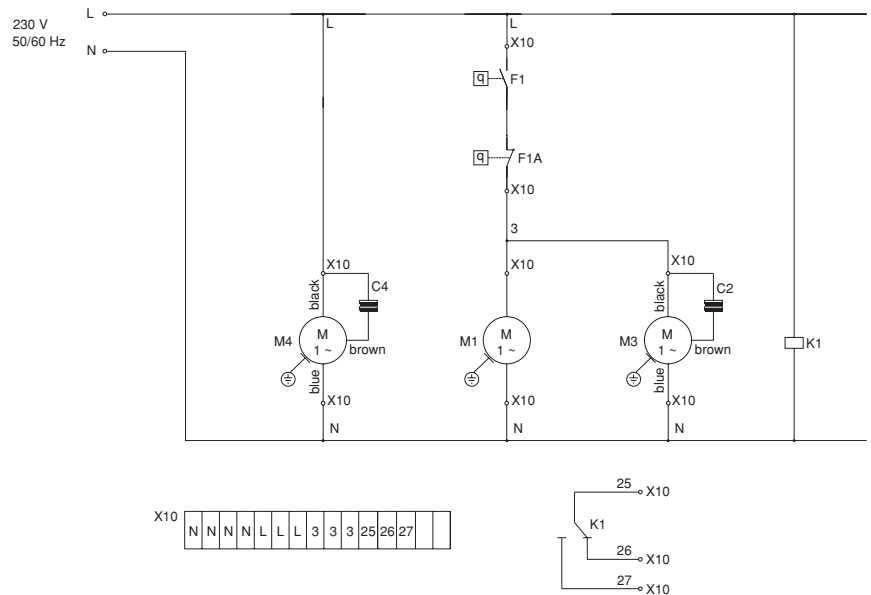 230 V
50/60 Hz
L
N
L
L
X10
q
F1
q
F1A
X10
3
X10
C4
X10
X10
C2
black
black
M4
M
1 ~
brown
M1
M
1 ~
M3
M
1 ~
brown
K1
blue
blue
X10
X10
X10
N
N
N
X10
N N N N L L L 3 3 3 25 26 27
25
X10
K1
26
X10
27
X10